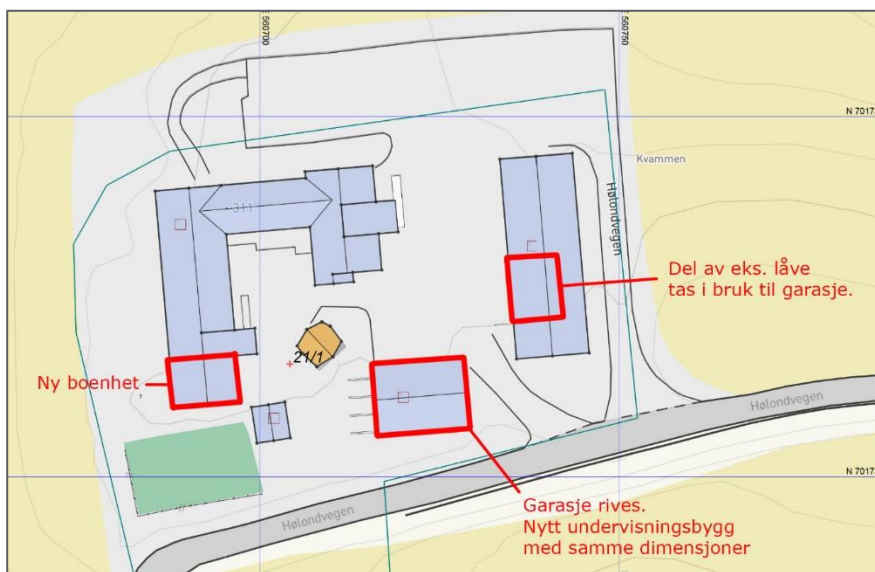 560700
560750
N 7017
Kvammen
Hølondvegen
311
Del av eks. låve
tas i bruk til garasje.
21/1
Ny boenhet
Hølondvegen
N 7017
Hølondvegen
Garasje rives.
Nytt undervisningsbygg
med samme dimensjoner